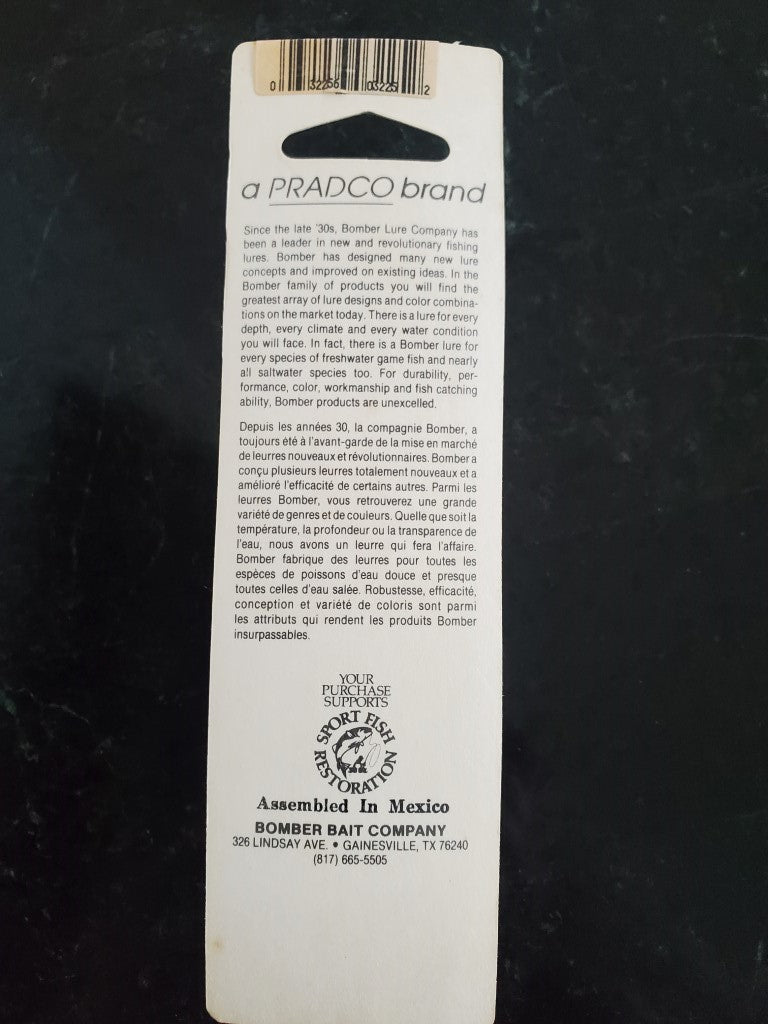 0 32256 03225 2
a PRADCO brand
Since the late '30s, Bomber Lure Company has
been a leader in new and revolutionary fishing
lures. Bomber has designed many new lure
concepts and improved on existing ideas. In the
Bomber family of products you will find the
greatest array of lure designs and color combina-
tions on the market today. There is a lure for every
depth, every climate and every water condition
you will face. In fact, there is a Bomber lure for
every species of freshwater game fish and nearly
all saltwater species too. For durability, per-
formance, color, workmanship and fish catching
ability, Bomber products are unexcelled.
Depuis les années 30, la compagnie Bomber, a
toujours été à l'avant-garde de la mise en marché
de leurres nouveaux et révolutionnaires. Bomber a
conçu plusieurs leurres totalement nouveaux et a
amélioré l'efficacité de certains autres. Parmi les
leurres Bomber, vous retrouverez une grande
variété de genres et de couleurs. Quelle que soit la
température, la profondeur ou la transparence de
l'eau, nous avons un leurre qui fera l'affaire.
Bomber fabrique des leurres pour toutes les
espèces de poissons d'eau douce et presque
toutes celles d'eau salée. Robustesse, efficacité,
conception et variété de coloris sont parmi
les attributs qui rendent les produits Bomber
insurpassables.
YOUR
PURCHASE
SUPPORTS
SPORT FISH
RESTORATION
Assembled In Mexico
BOMBER BAIT COMPANY
326 LINDSAY AVE. • GAINESVILLE, TX 76240
(817) 665-5505